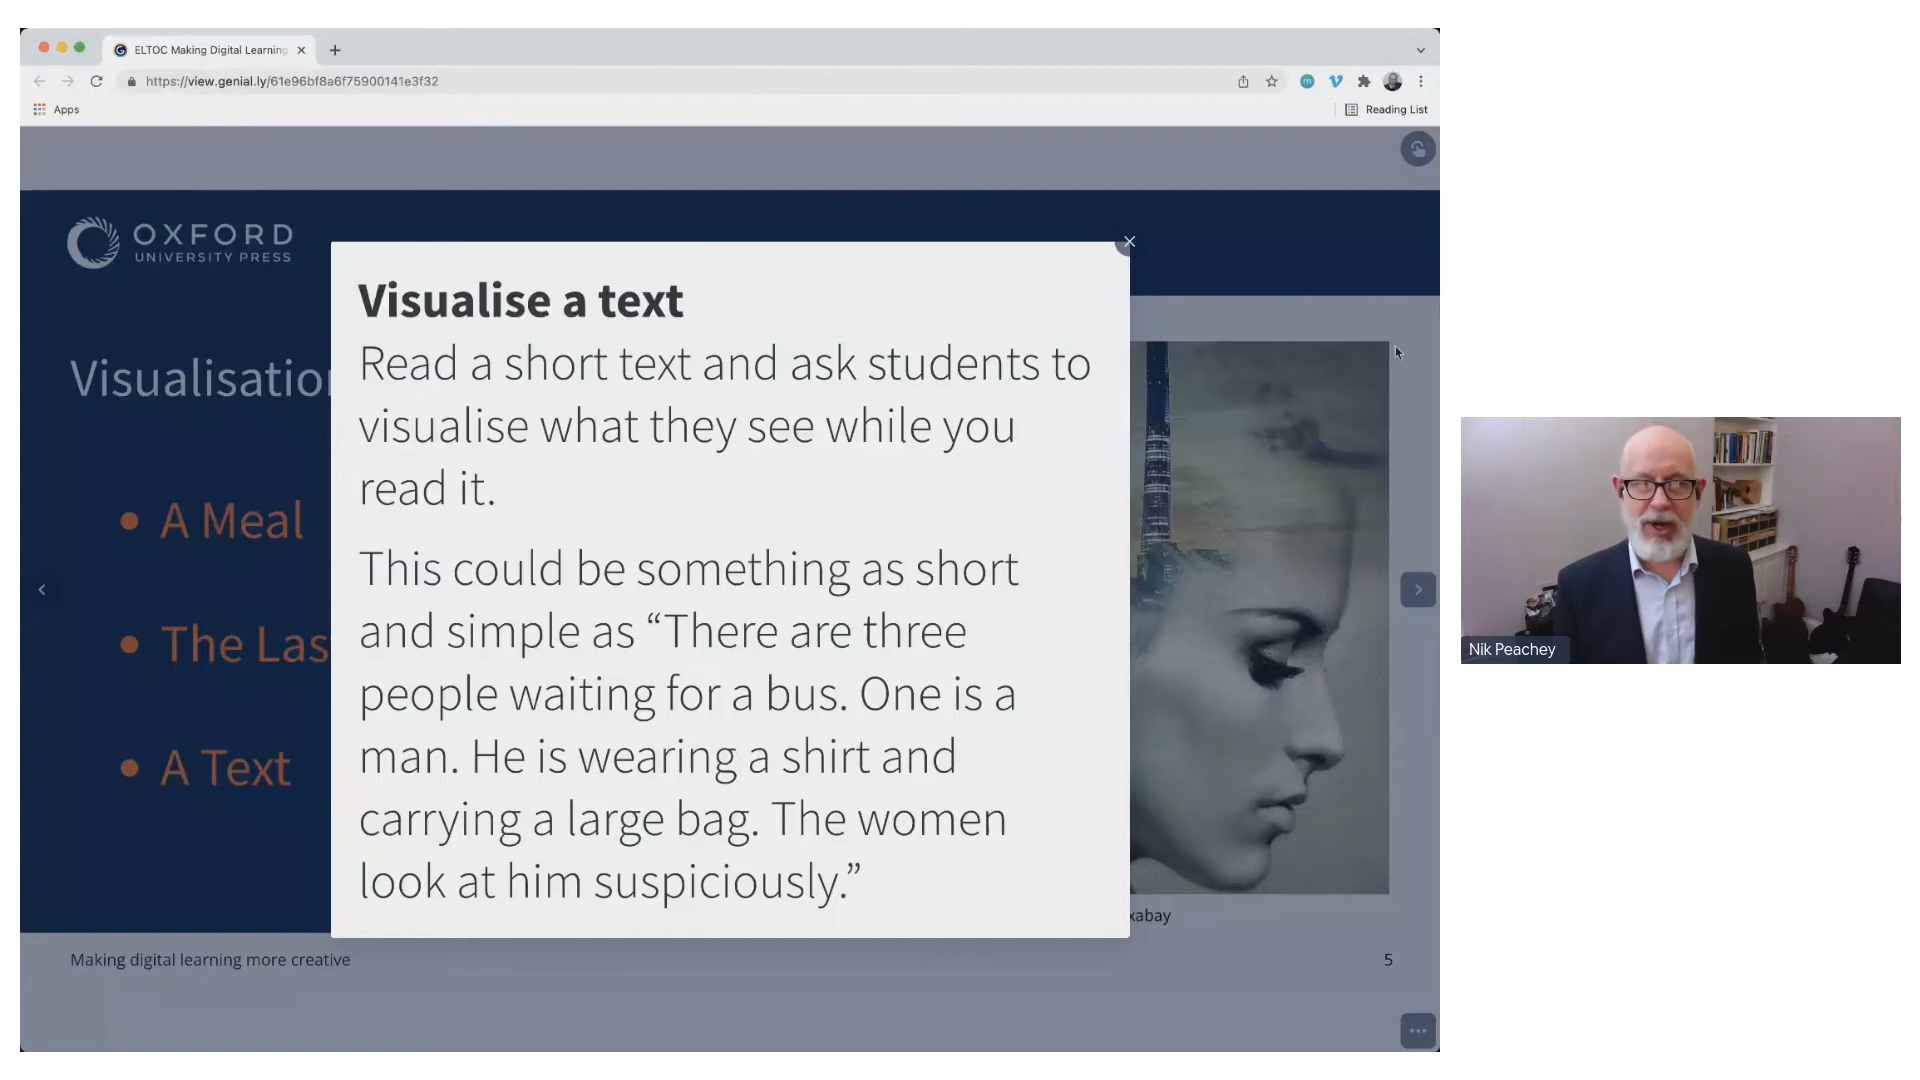 ELTOC Making Digital Learning
https://view.genial.ly/61e96bf8a6f75900141e3f32
Apps
Reading List
OXFORD
UNIVERSITY PRESS
Visualisation
A Meal
The Las
A Text
Visualise a text
Read a short text and ask students to
visualise what they see while you
read it.
This could be something as short
and simple as “There are three
people waiting for a bus. One is a
man. He is wearing a shirt and
carrying a large bag. The women
look at him suspiciously.”
xabay
Making digital learning more creative
5
Nik Peachey